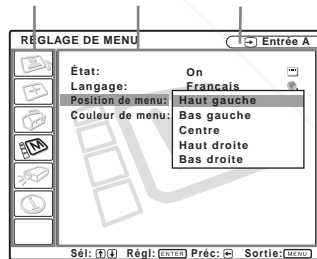 RÉGLAGE DE MENU Entrée A
État: On
Langage: Français
Position de menu: Haut gauche
Couleur de menu: Bas gauche
Centre
Haut droite
Bas droite
Sél: Régl: ENTER Préc: Sortie: MENU